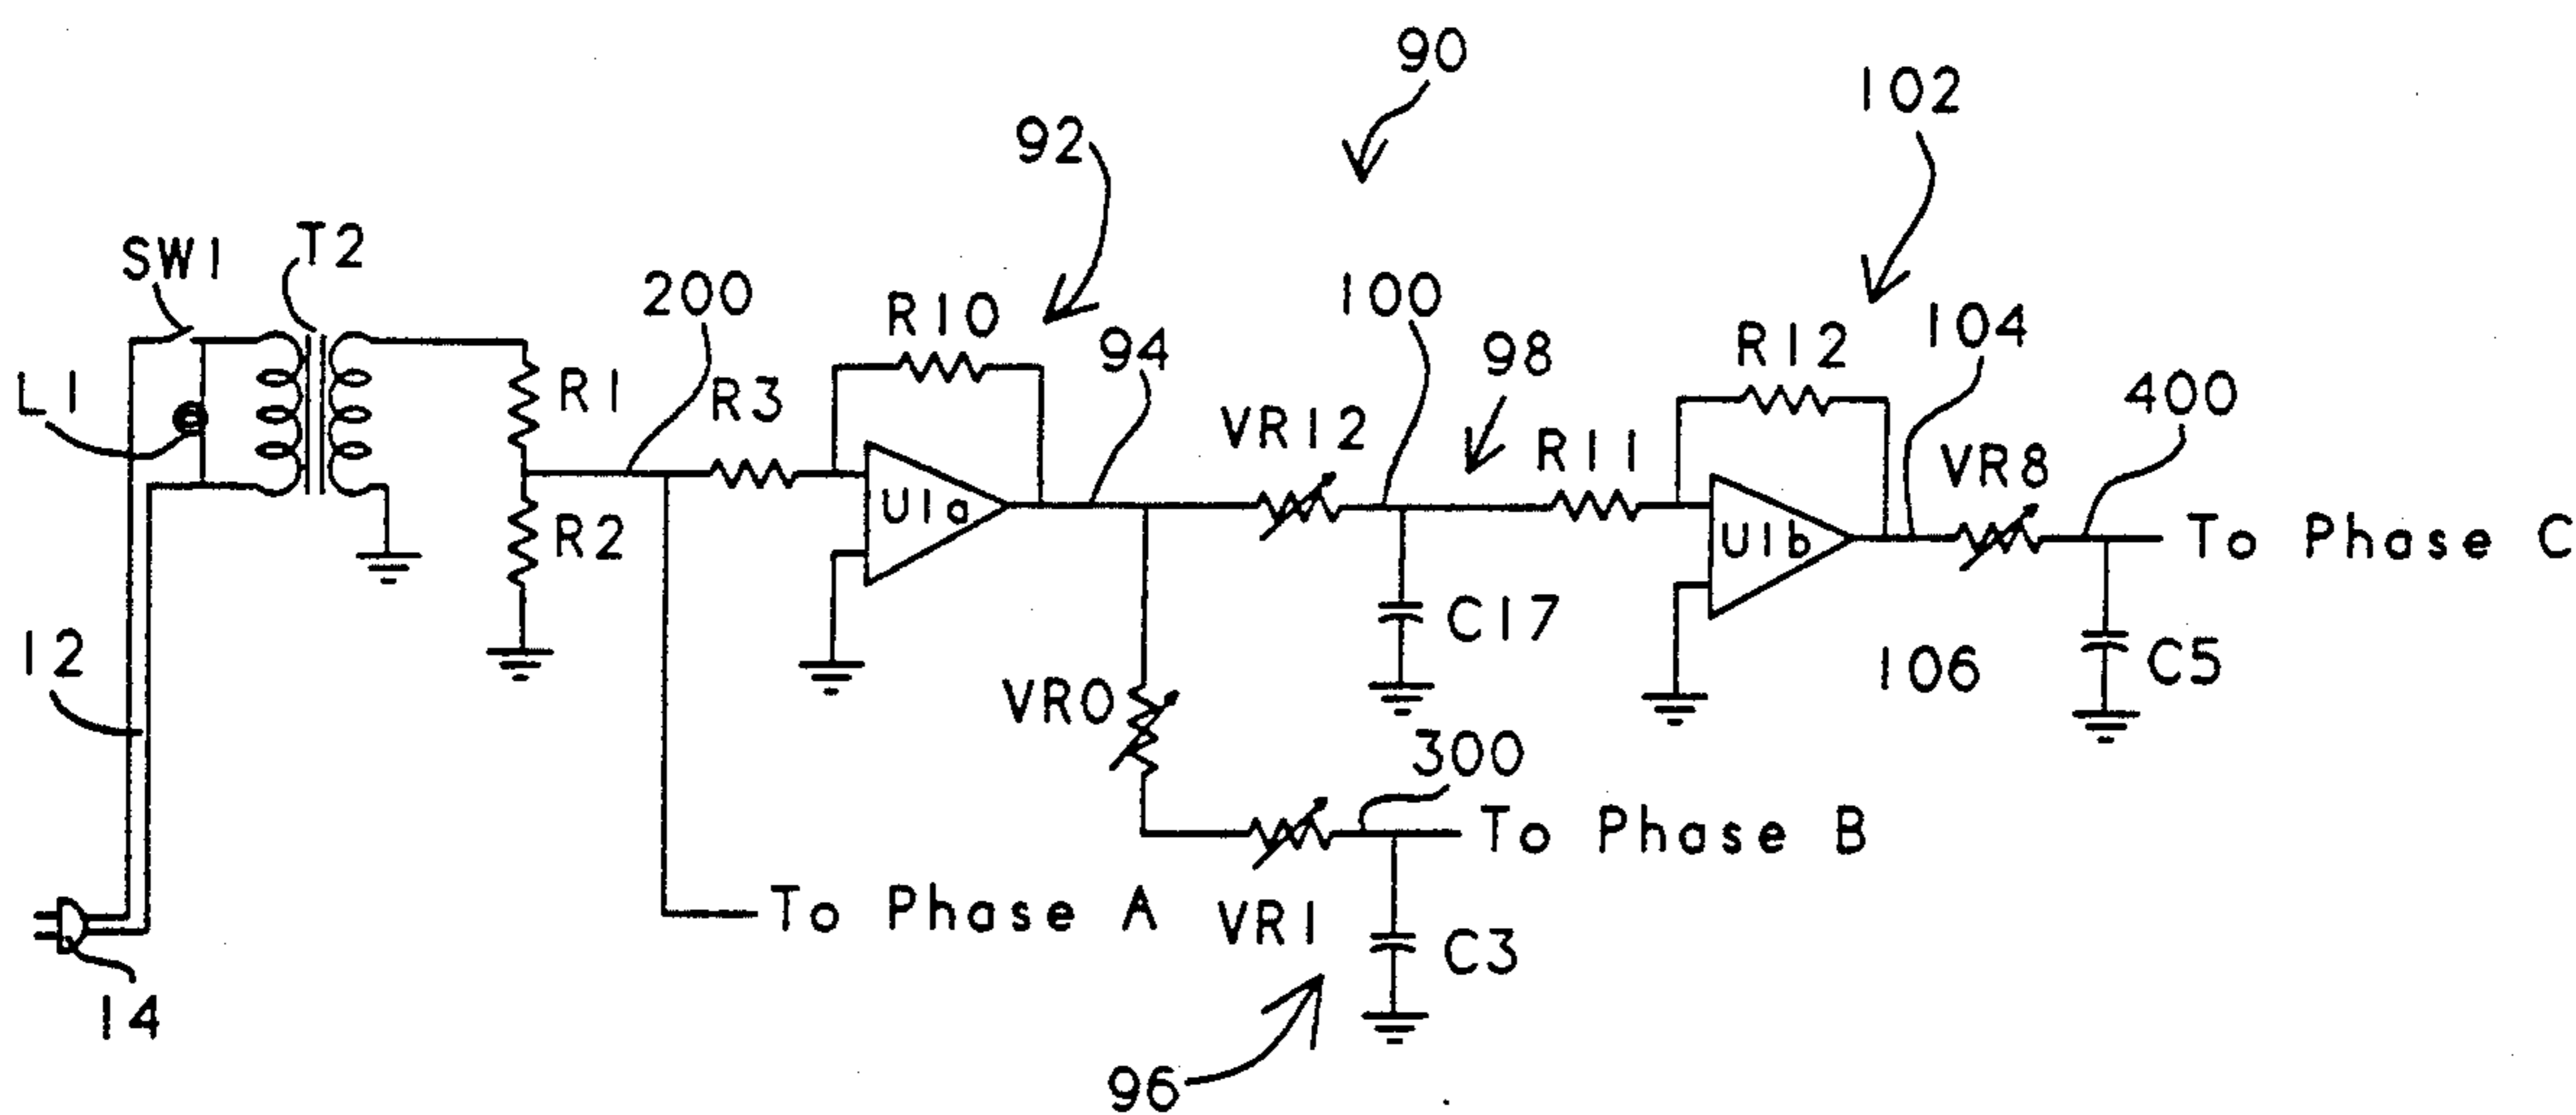 90
102
92
SW1
T2
200
R10
94
100
98
R12
104
400
L1
R1
R3
VR12
R11
VR8
U1a
U1b
To Phase C
R2
C17
106
C5
12
VR0
300
To Phase B
To Phase A
VR1
C3
14
96